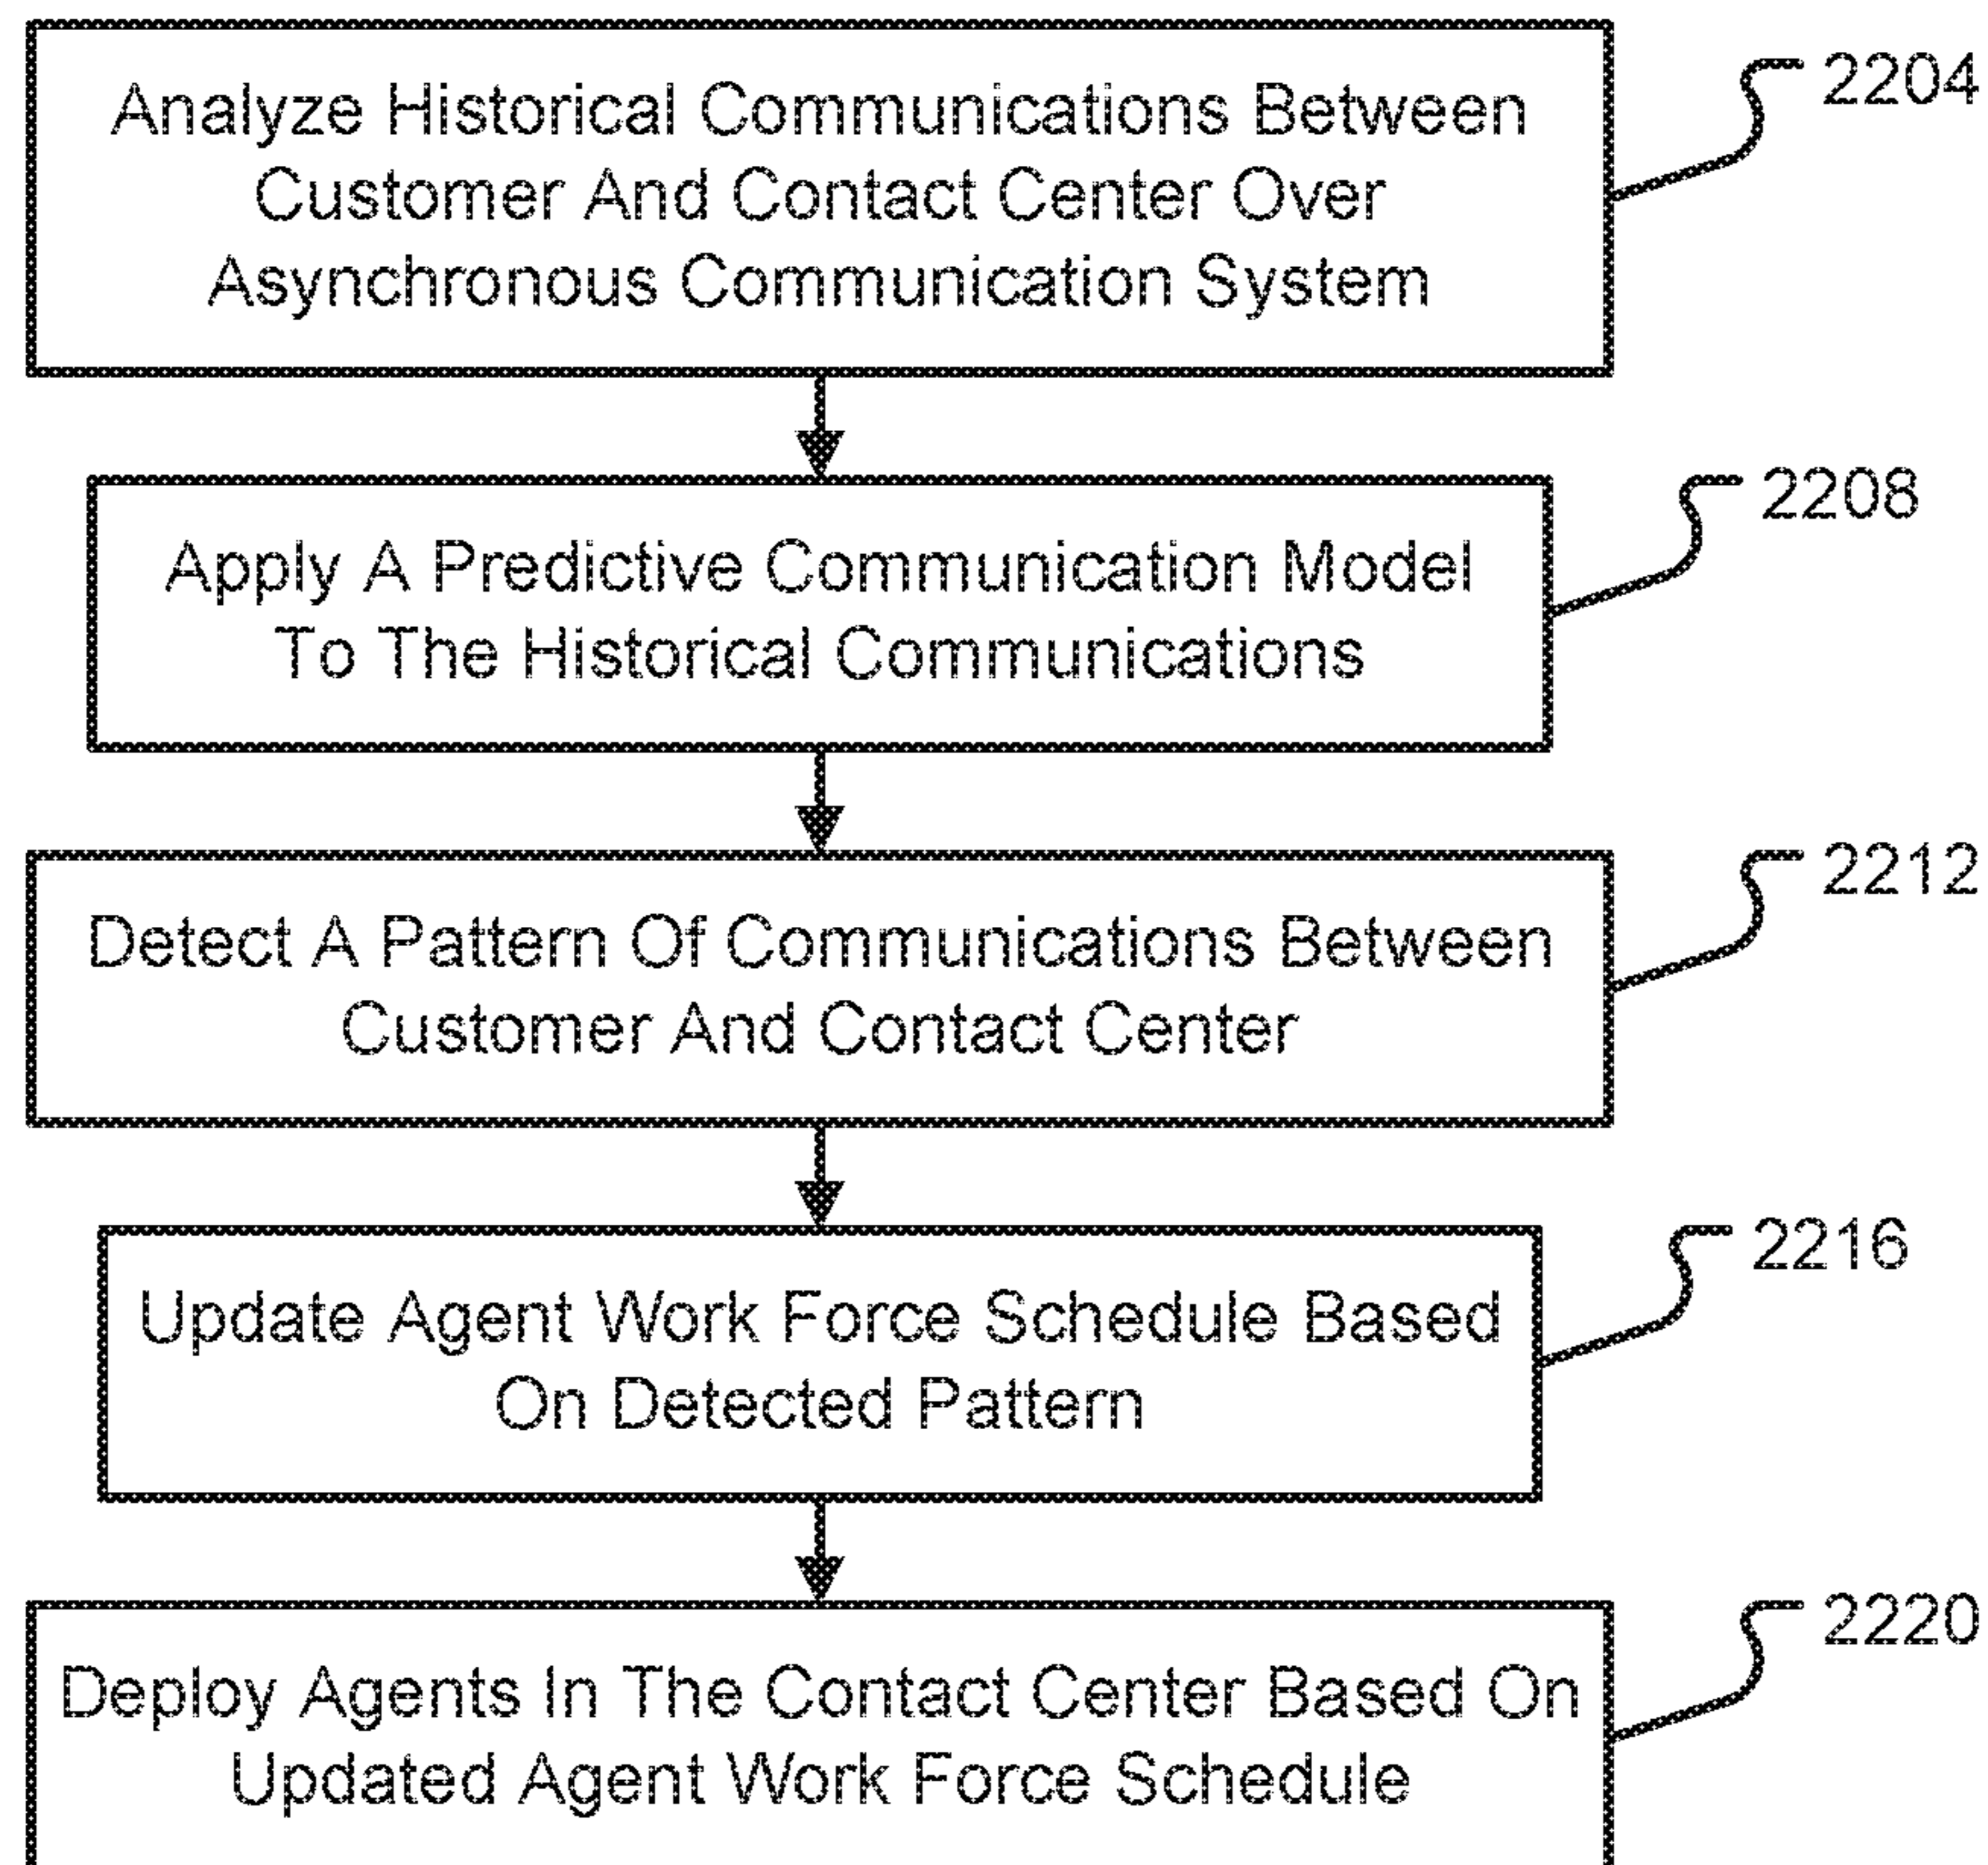 Analyze Historical Communications Between
Customer And Contact Center Over
Asynchronous Communication System
2204
Apply A Predictive Communication Model
To The Historical Communications
2208
Detect A Pattern Of Communications Between
Customer And Contact Center
2212
Update Agent Work Force Schedule Based
On Detected Pattern
2216
Deploy Agents In The Contact Center Based On
Updated Agent Work Force Schedule
2220